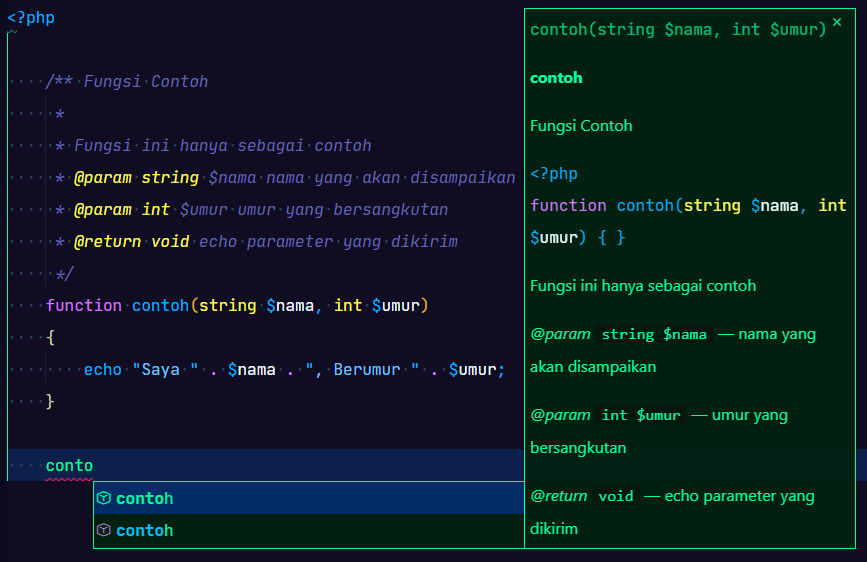 <?php
/** Fungsi Contoh
*
* Fungsi ini hanya sebagai contoh
* @param string $nama nama yang akan disampaikan
* @param int $umur umur yang bersangkutan
* @return void echo parameter yang dikirim
*/
function contoh(string $nama, int $umur)
{
echo "Saya " . $nama . ", Berumur " . $umur;
}
conto
contoh
contoh
contoh(string $nama, int $umur)
×
contoh
Fungsi Contoh
<?php
function contoh(string $nama, int
$umur) { }
Fungsi ini hanya sebagai contoh
@param string $nama — nama yang
akan disampaikan
@param int $umur — umur yang
bersangkutan
@return void — echo parameter yang
dikirim